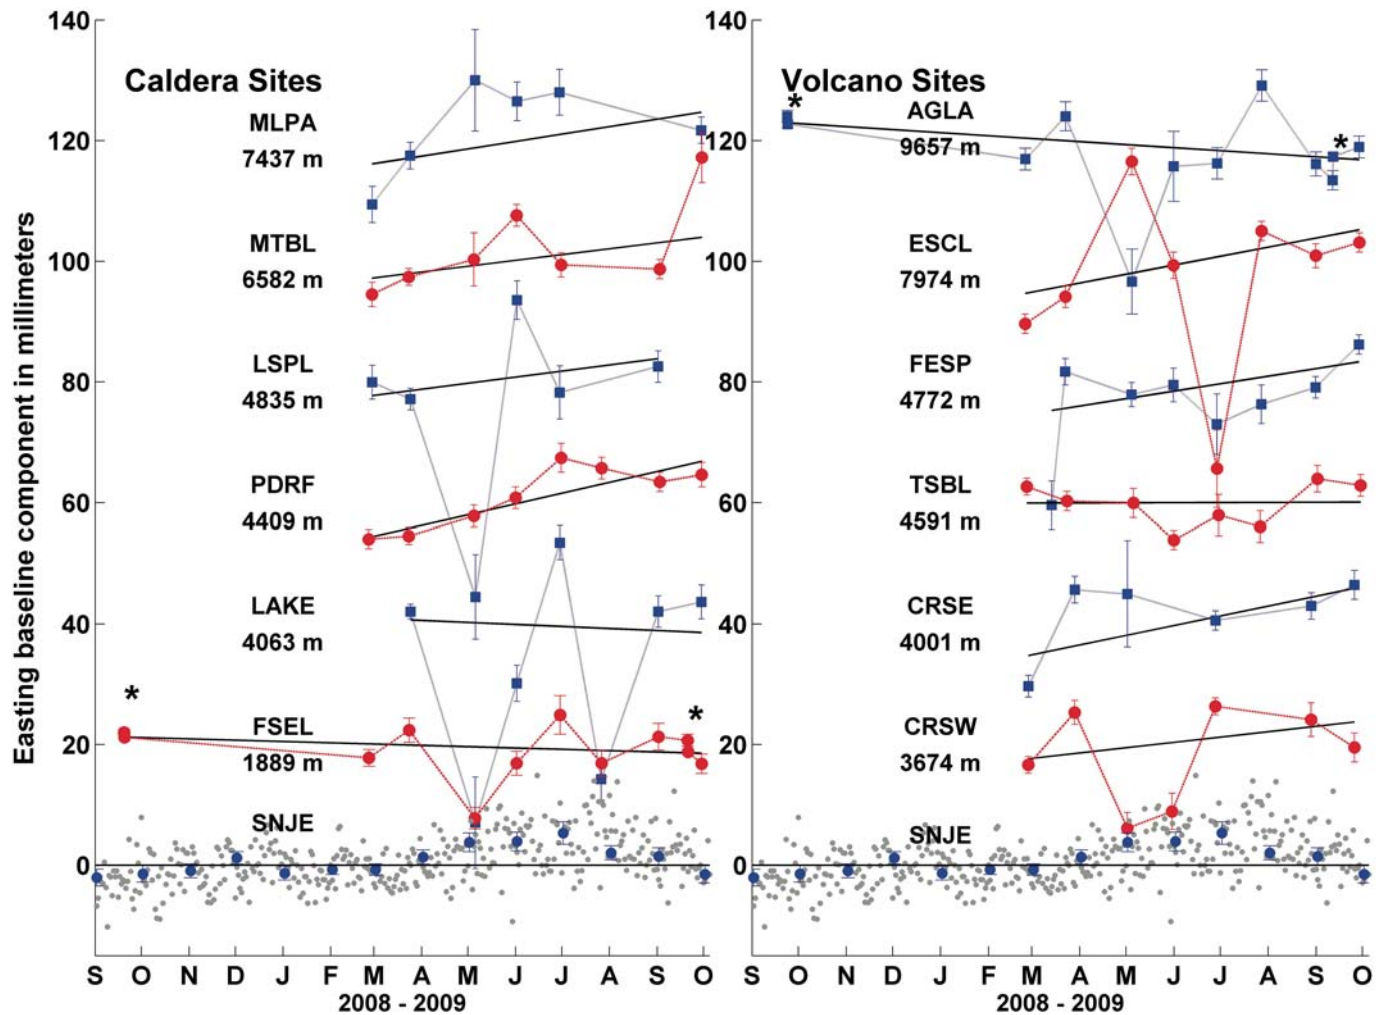 Easting baseline component in millimeters
140
120
100
80
60
40
20
0
Caldera Sites
MLPA
7437 m
MTBL
6582 m
LSPL
4835 m
PDRF
4409 m
LAKE
4063 m
*
*
FSEL
1889 m
SNJE
S O N D J F M A M J J A S O
2008 - 2009
140
120
100
80
60
40
20
0
Volcano Sites
*
AGLA
9657 m
*
ESCL
7974 m
FESP
4772 m
TSBL
4591 m
CRSE
4001 m
CRSW
3674 m
SNJE
S O N D J F M A M J J A S O
2008 - 2009